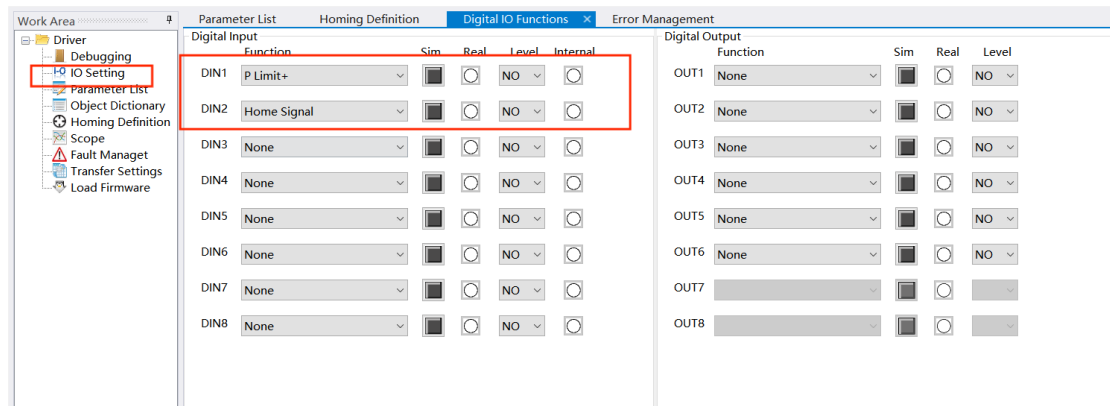 Work Area
Driver
Debugging
I-O IO Setting
Parameter List
Object Dictionary
Homing Definition
Scope
Fault Managet
Transfer Settings
Load Firmware
Parameter List Homing Definition Digital IO Functions × Error Management
Digital Input
Function Sim Real Level Internal
DIN1 P Limit+ NO
DIN2 Home Signal NO
DIN3 None NO
DIN4 None NO
DIN5 None NO
DIN6 None NO
DIN7 None NO
DIN8 None NO
Digital Output
Function Sim Real Level
OUT1 None NO
OUT2 None NO
OUT3 None NO
OUT4 None NO
OUT5 None NO
OUT6 None NO
OUT7
OUT8